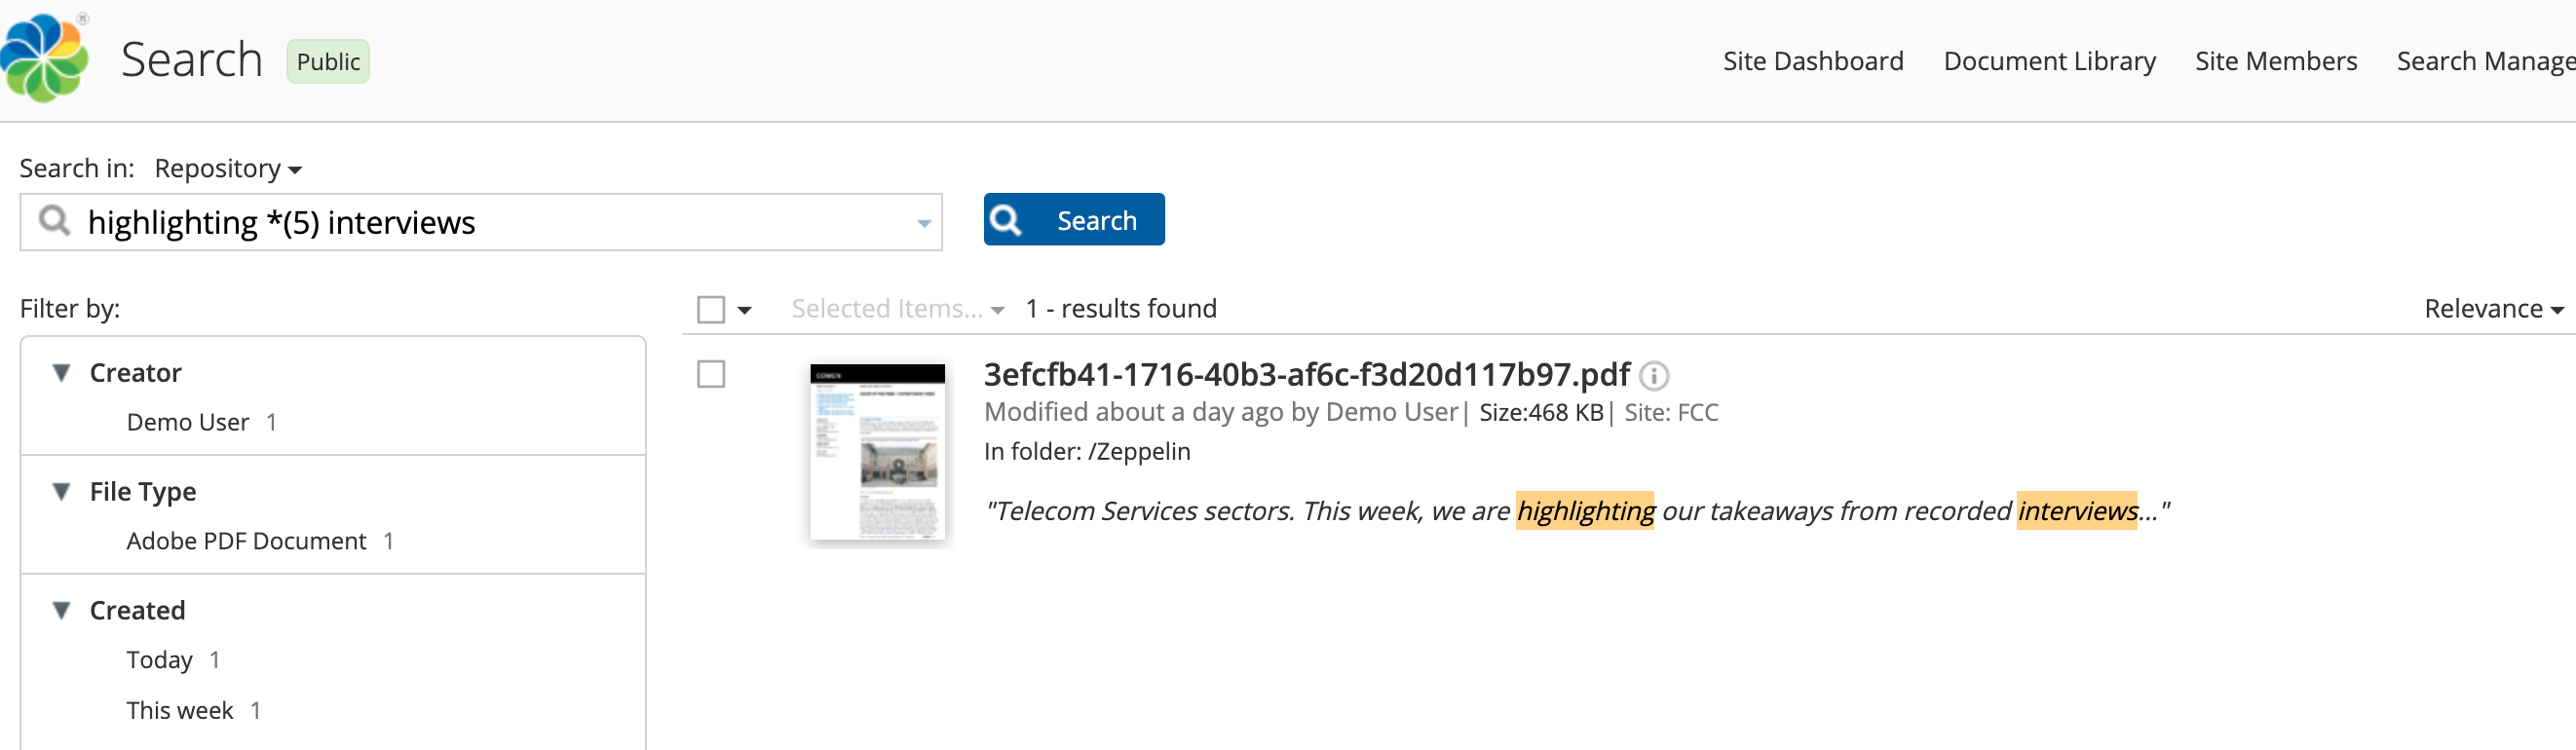 Search Public
Site Dashboard Document Library Site Members Search Manage
Search in: Repository
highlighting *(5) interviews
Search
Filter by:
Selected Items... 1 - results found
Relevance
Creator
Demo User 1
File Type
Adobe PDF Document 1
Created
Today 1
This week 1
3efcfb41-1716-40b3-af6c-f3d20d117b97.pdf
Modified about a day ago by Demo User| Size:468 KB| Site: FCC
In folder: /Zeppelin
"Telecom Services sectors. This week, we are highlighting our takeaways from recorded interviews..."
COWEN